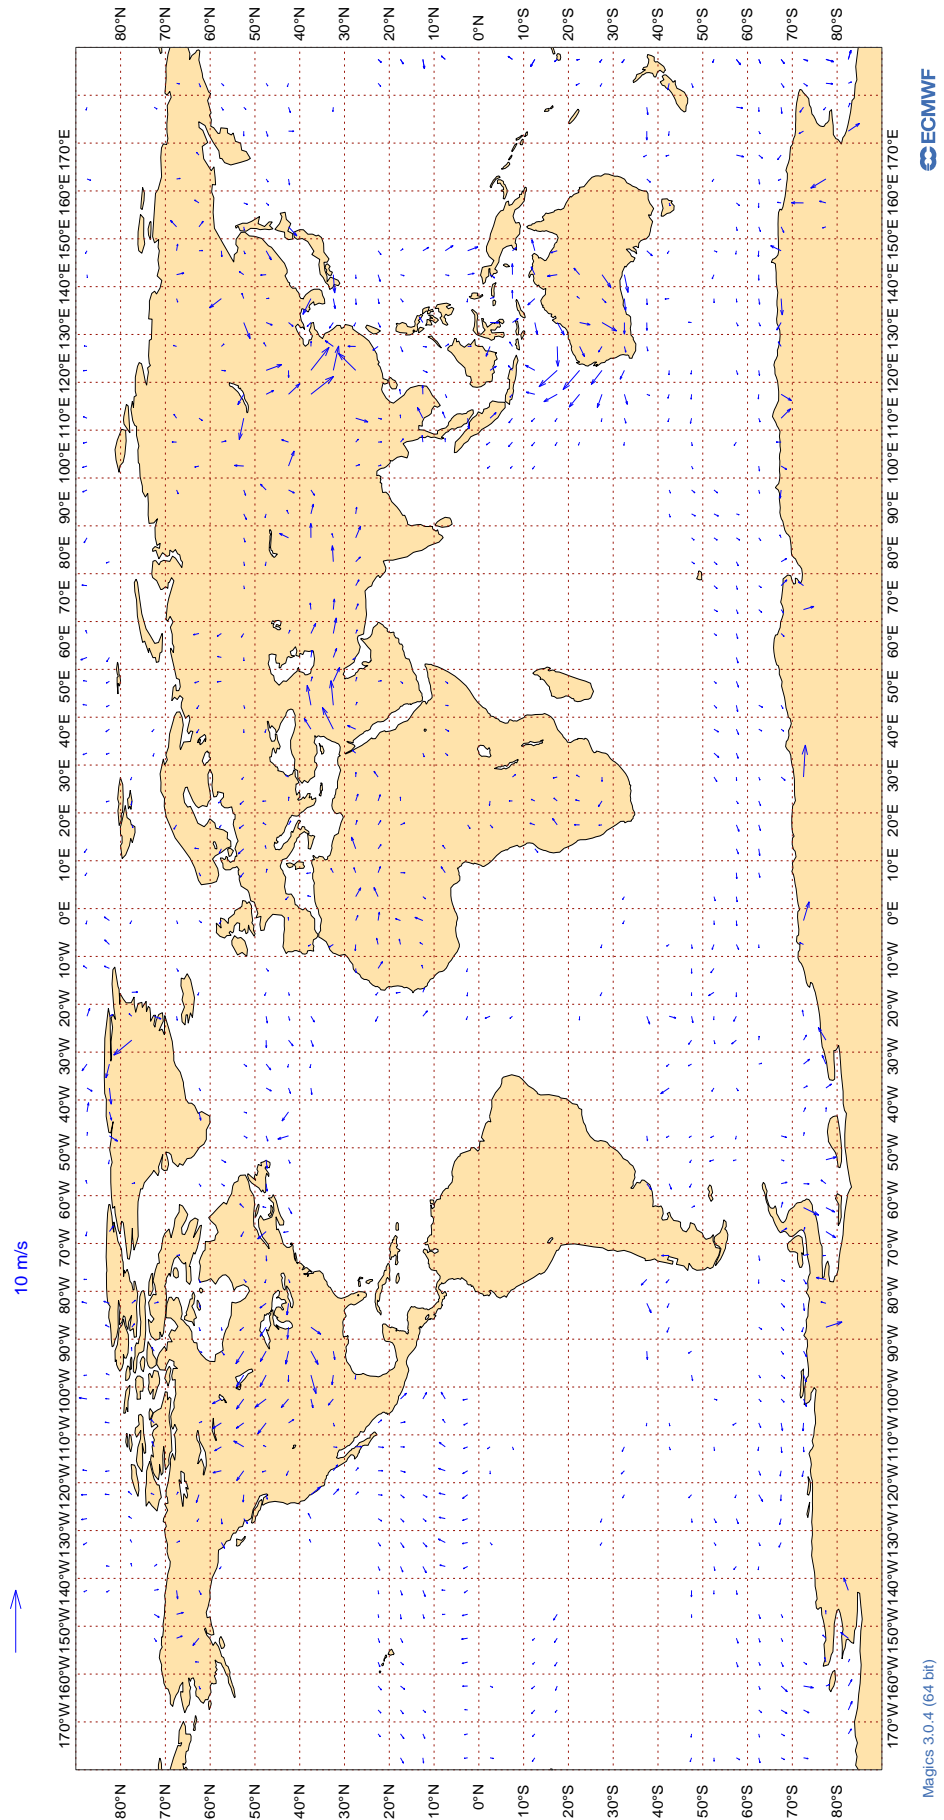 10 m/s
170°W 160°W 150°W 140°W 130°W 120°W 110°W 100°W 90°W 80°W 70°W 60°W 50°W 40°W 30°W 20°W 10°W 0°E 10°E 20°E 30°E 40°E 50°E 60°E 70°E 80°E 90°E 100°E 110°E 120°E 130°E 140°E 150°E 160°E 170°E
80°N 80°N
70°N 70°N
60°N 60°N
50°N 50°N
40°N 40°N
30°N 30°N
20°N 20°N
10°N 10°N
0°N 0°N
10°S 10°S
20°S 20°S
30°S 30°S
40°S 40°S
50°S 50°S
60°S 60°S
70°S 70°S
80°S 80°S
170°W 160°W 150°W 140°W 130°W 120°W 110°W 100°W 90°W 80°W 70°W 60°W 50°W 40°W 30°W 20°W 10°W 0°E 10°E 20°E 30°E 40°E 50°E 60°E 70°E 80°E 90°E 100°E 110°E 120°E 130°E 140°E 150°E 160°E 170°E
Magics 3.0.4 (64 bit) ECMWF